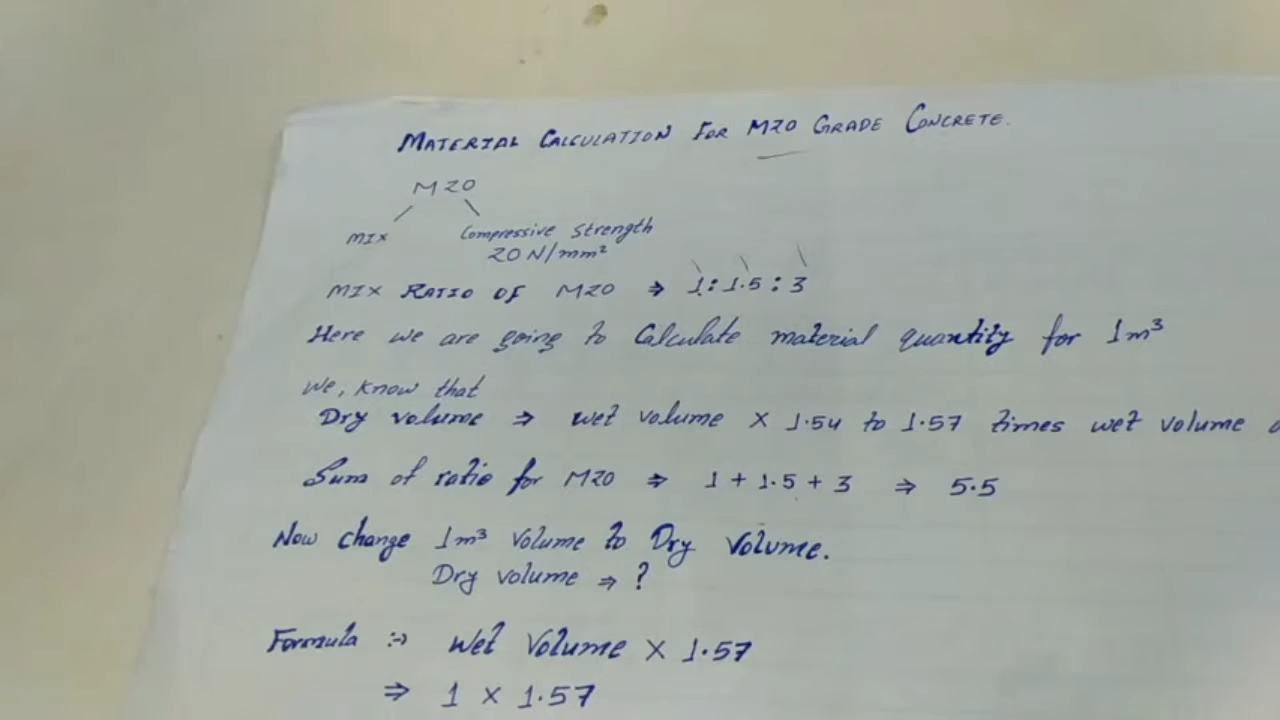 MATERIAL CALCULATION FOR M20 GRADE CONCRETE.
M20
MIX
Compressive Strength
20 N/mm²
MIX RATIO OF M20 ⇒ 1:1.5:3
Here we are going to Calculate material quantity for 1m³
We, know that
Dry volume ⇒ wet volume × 1.54 to 1.57 times wet volume
Sum of ratio for M20 ⇒ 1 + 1.5 + 3 ⇒ 5.5
Now change 1m³ Volume to Dry Volume.
Dry volume ⇒ ?
Formula :→ Wet Volume × 1.57
⇒ 1 × 1.57